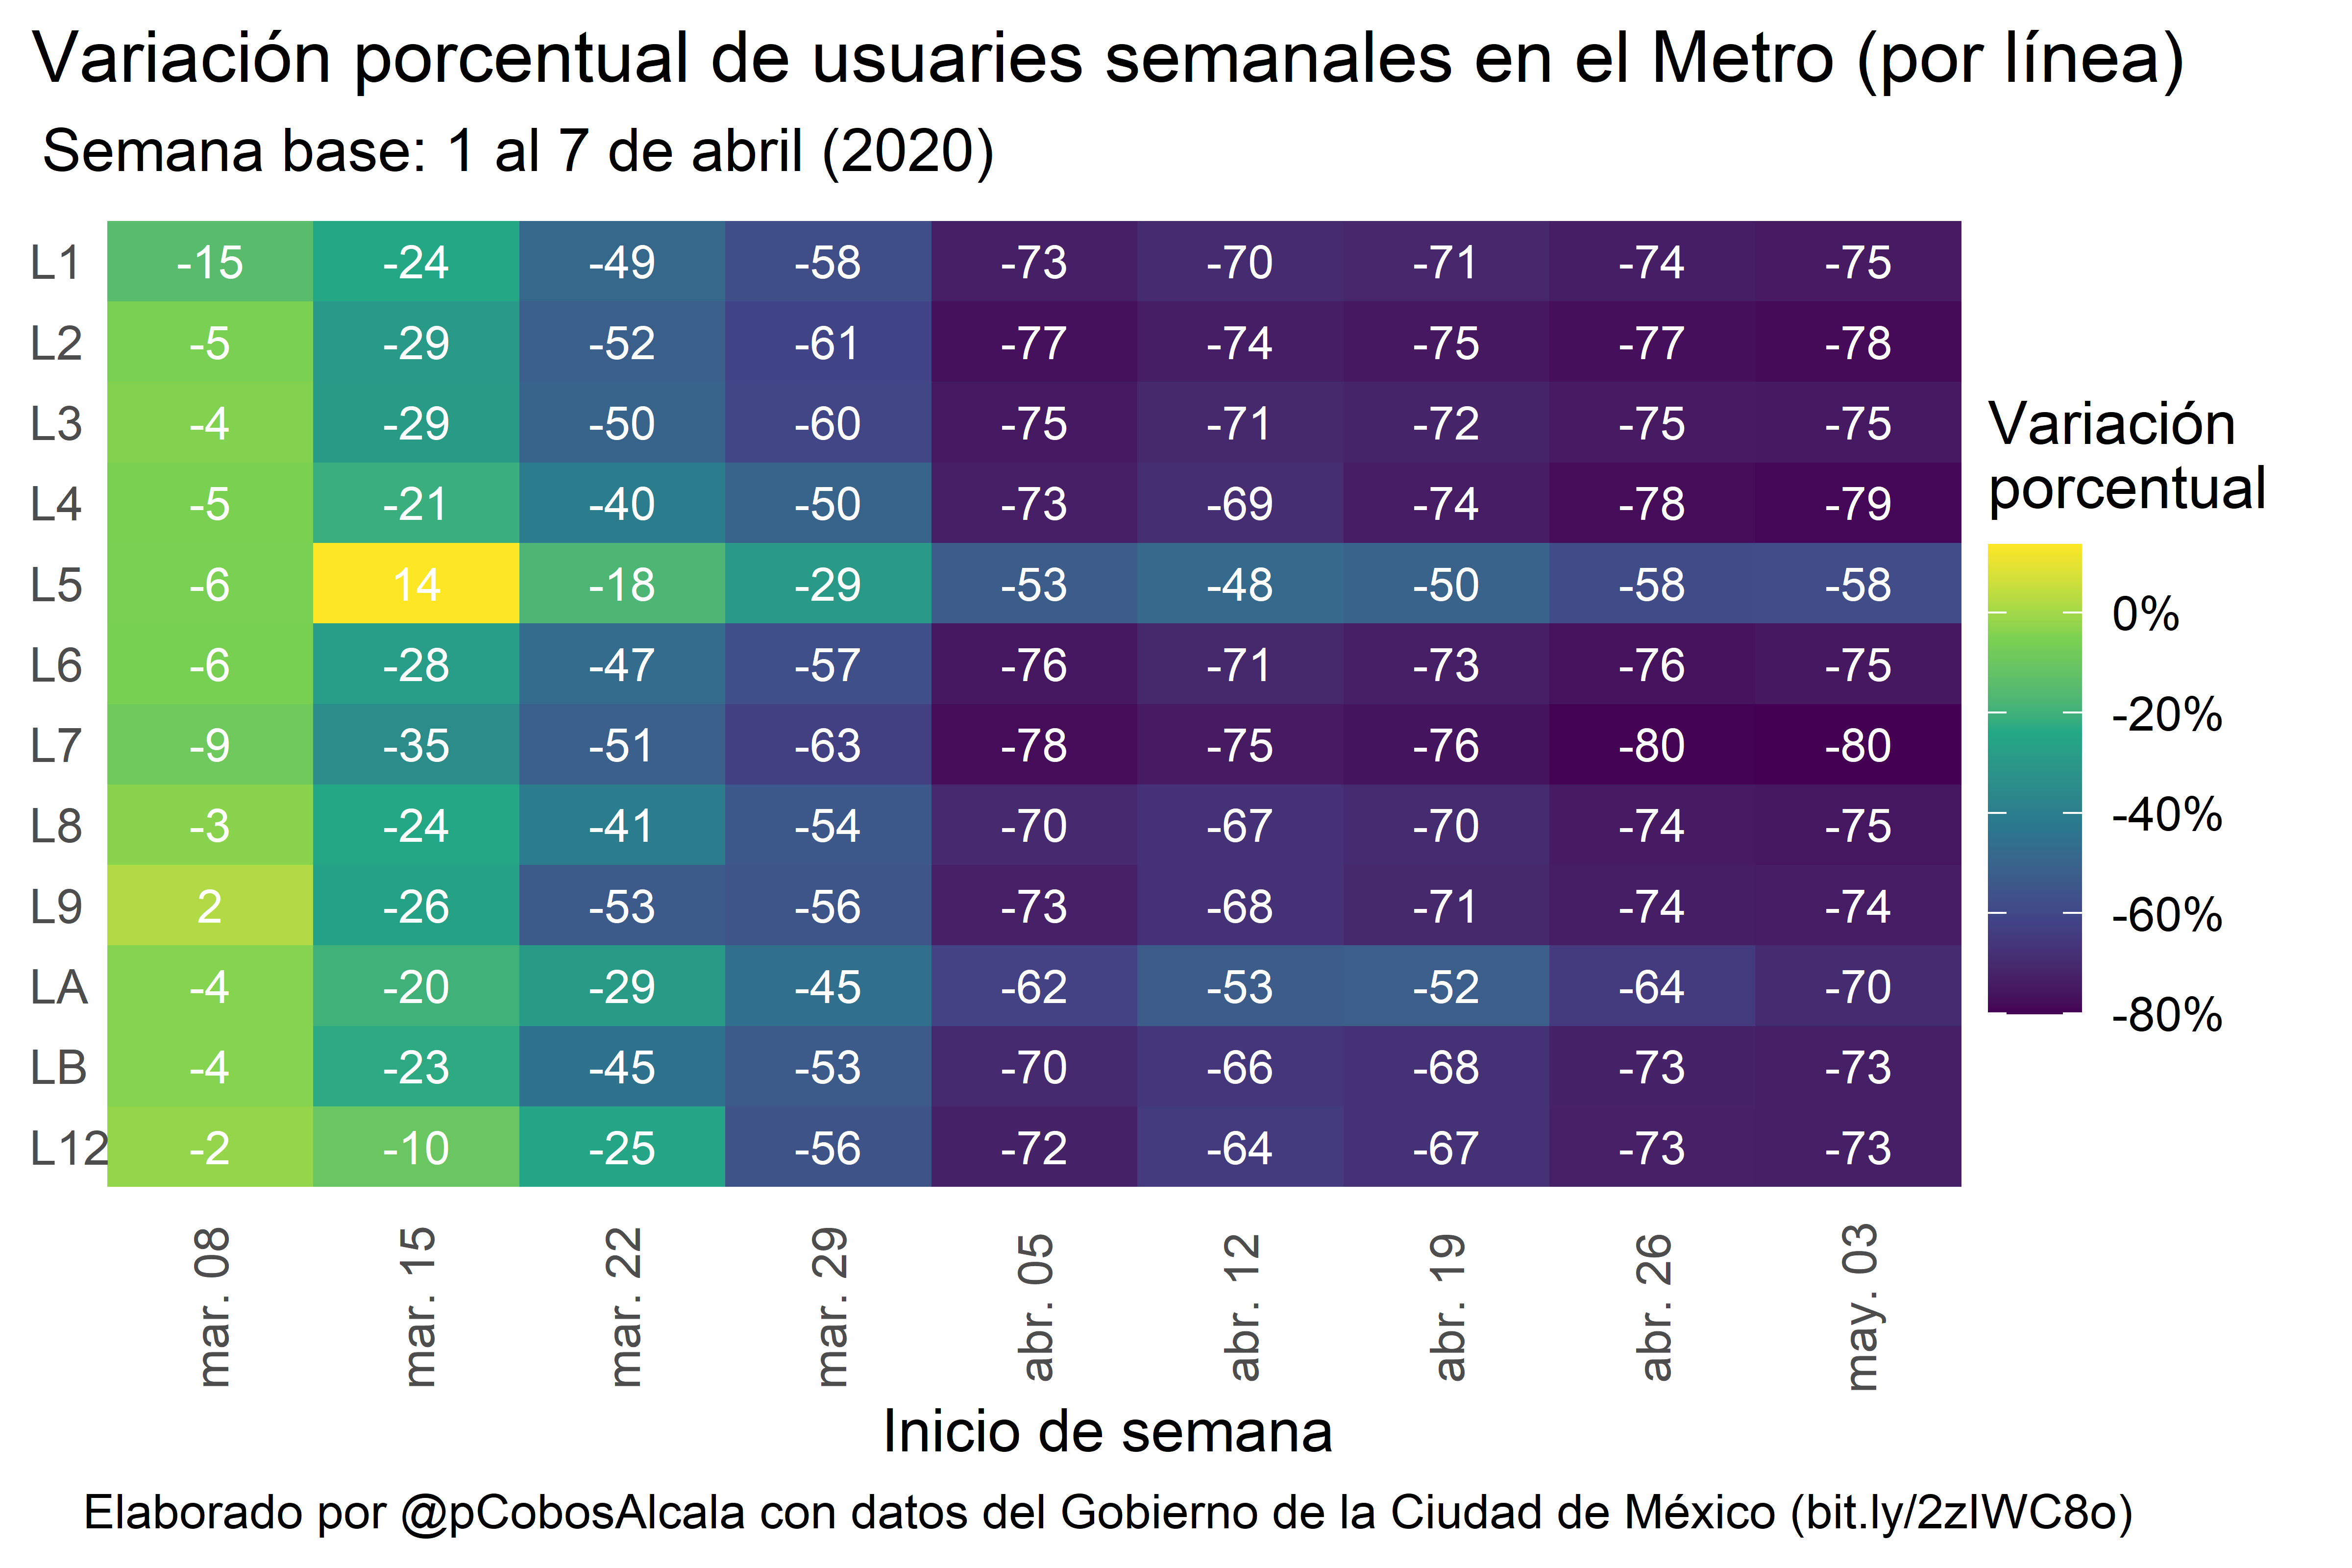 Variación porcentual de usuaries semanales en el Metro (por línea)
Semana base: 1 al 7 de abril (2020)
L1 -15 -24 -49 -58 -73 -70 -71 -74 -75
L2 -5 -29 -52 -61 -77 -74 -75 -77 -78
L3 -4 -29 -50 -60 -75 -71 -72 -75 -75
L4 -5 -21 -40 -50 -73 -69 -74 -78 -79
L5 -6 14 -18 -29 -53 -48 -50 -58 -58
L6 -6 -28 -47 -57 -76 -71 -73 -76 -75
L7 -9 -35 -51 -63 -78 -75 -76 -80 -80
L8 -3 -24 -41 -54 -70 -67 -70 -74 -75
L9 2 -26 -53 -56 -73 -68 -71 -74 -74
LA -4 -20 -29 -45 -62 -53 -52 -64 -70
LB -4 -23 -45 -53 -70 -66 -68 -73 -73
L12 -2 -10 -25 -56 -72 -64 -67 -73 -73
mar. 08 mar. 15 mar. 22 mar. 29 abr. 05 abr. 12 abr. 19 abr. 26 may. 03
Inicio de semana
Variación
porcentual
0%
-20%
-40%
-60%
-80%
Elaborado por @pCobosAlcala con datos del Gobierno de la Ciudad de México (bit.ly/2zIWC8o)